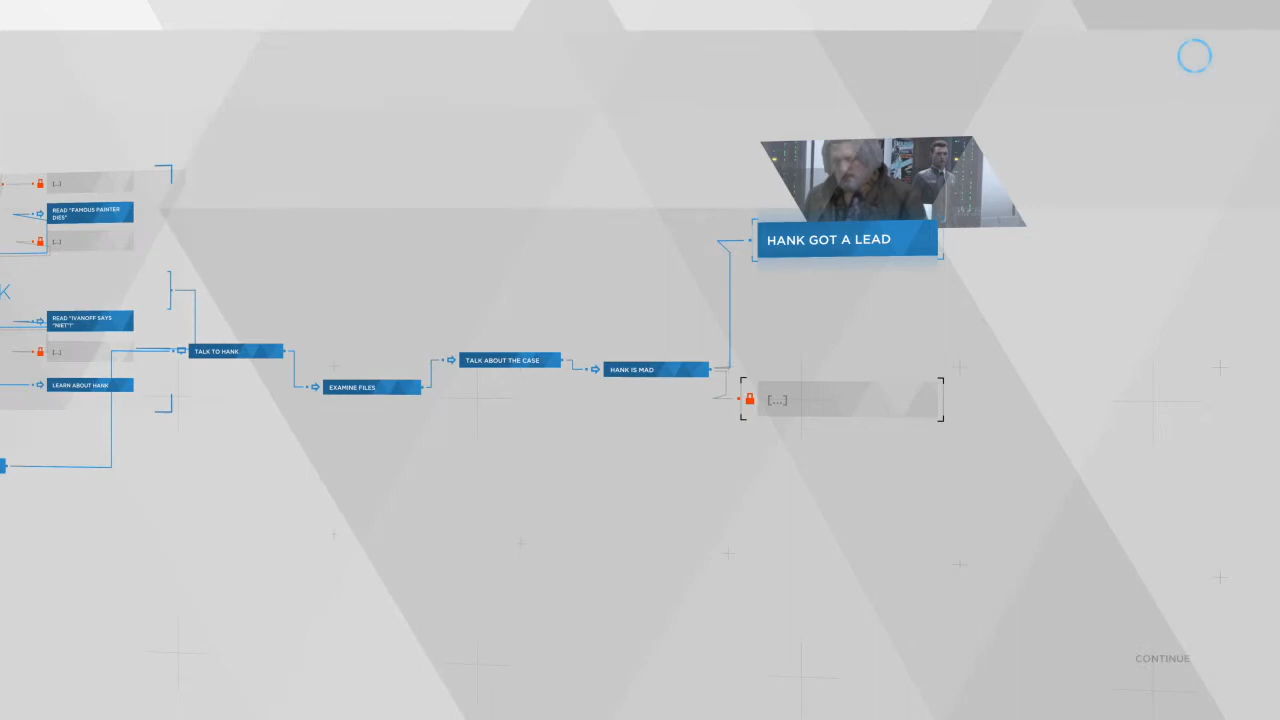 [...]
READ "FAMOUS PAINTER
DIES"
[...]
K
READ "IVANOFF SAYS
"NIET"!"
[...]
LEARN ABOUT HANK
TALK TO HANK
EXAMINE FILES
TALK ABOUT THE CASE
HANK IS MAD
HANK GOT A LEAD
[...]
CONTINUE